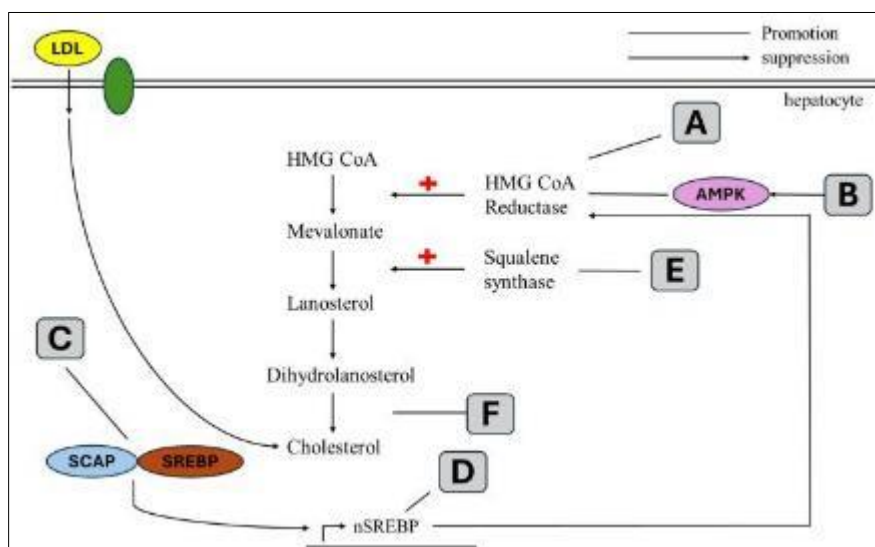 LDL
Promotion
suppression
hepatocyte
A
HMG CoA
HMG CoA
Reductase
AMPK
B
Mevalonate
Squalene
synthase
E
Lanosterol
C
Dihydrolanosterol
F
Cholesterol
SCAP
SREBP
D
nSREBP